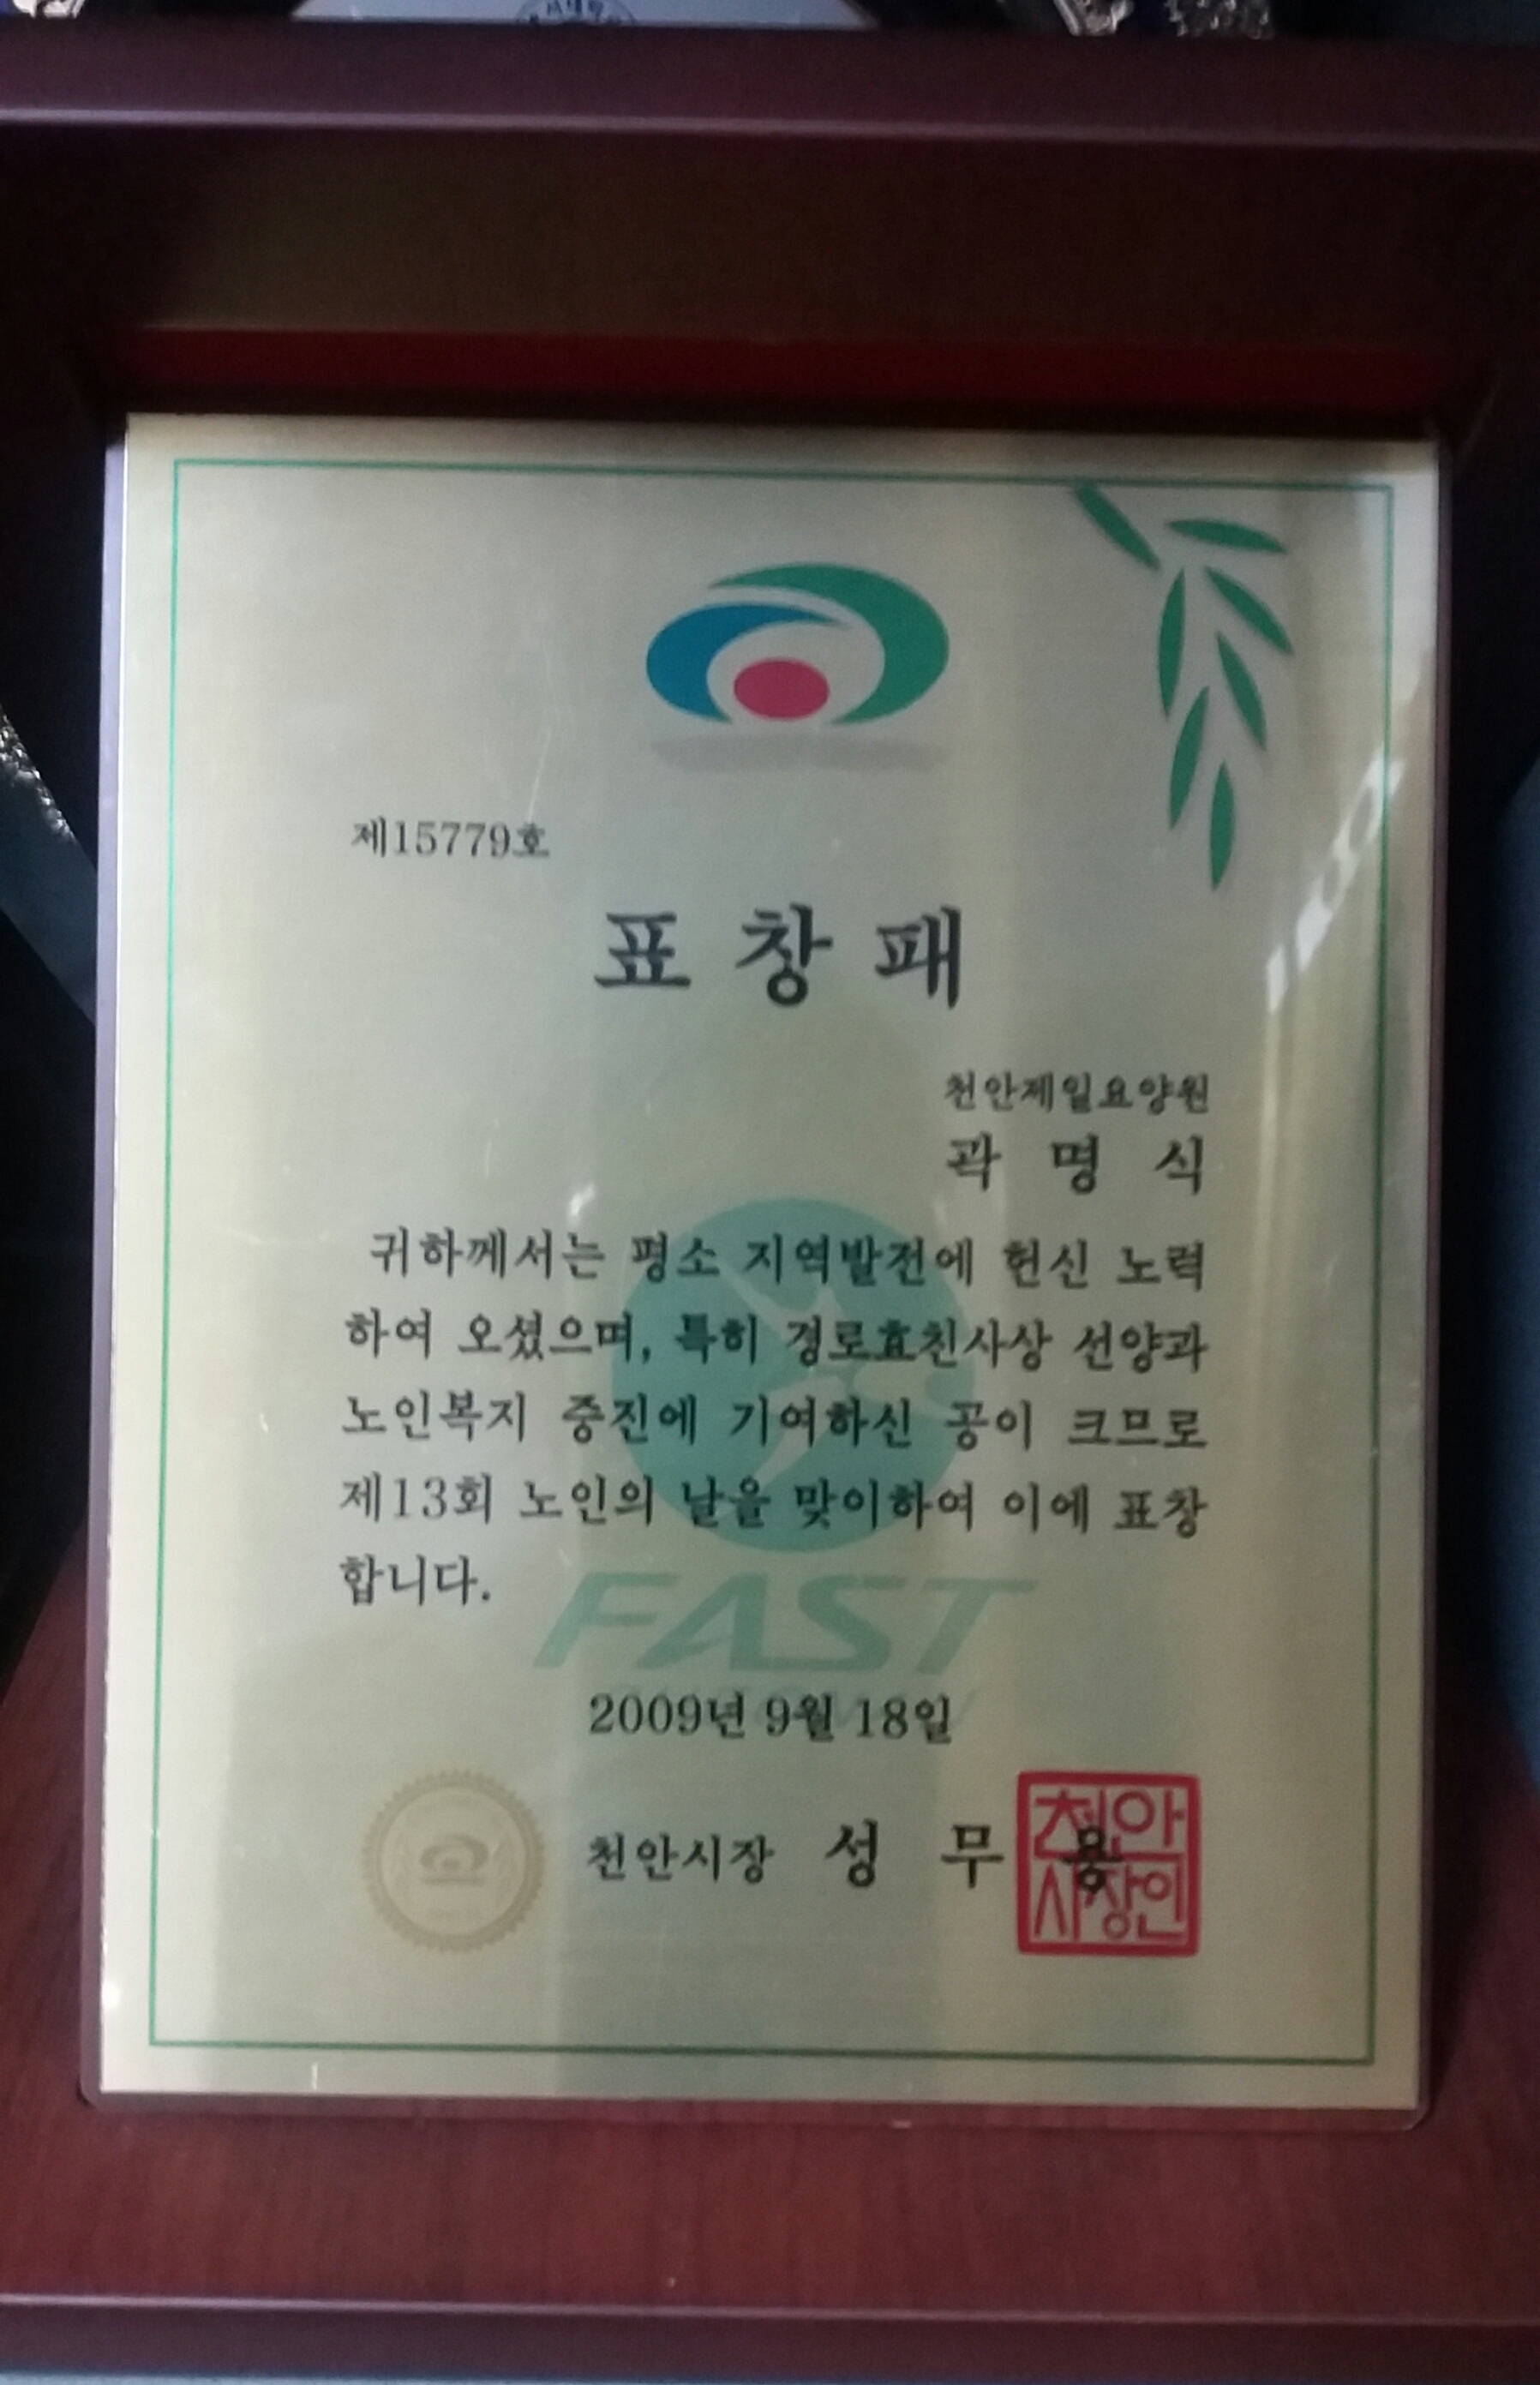 제15779호
표 창 패
천안제일요양원
곽 명 식
귀하께서는 평소 지역발전에 헌신 노력
하여 오셨으며, 특히 경로효친사상 선양과
노인복지 증진에 기여하신 공이 크므로
제13회 노인의 날을 맞이하여 이에 표창
합니다.
FAST
2009년 9월 18일
천안시장 성 무 용
천안
시장인